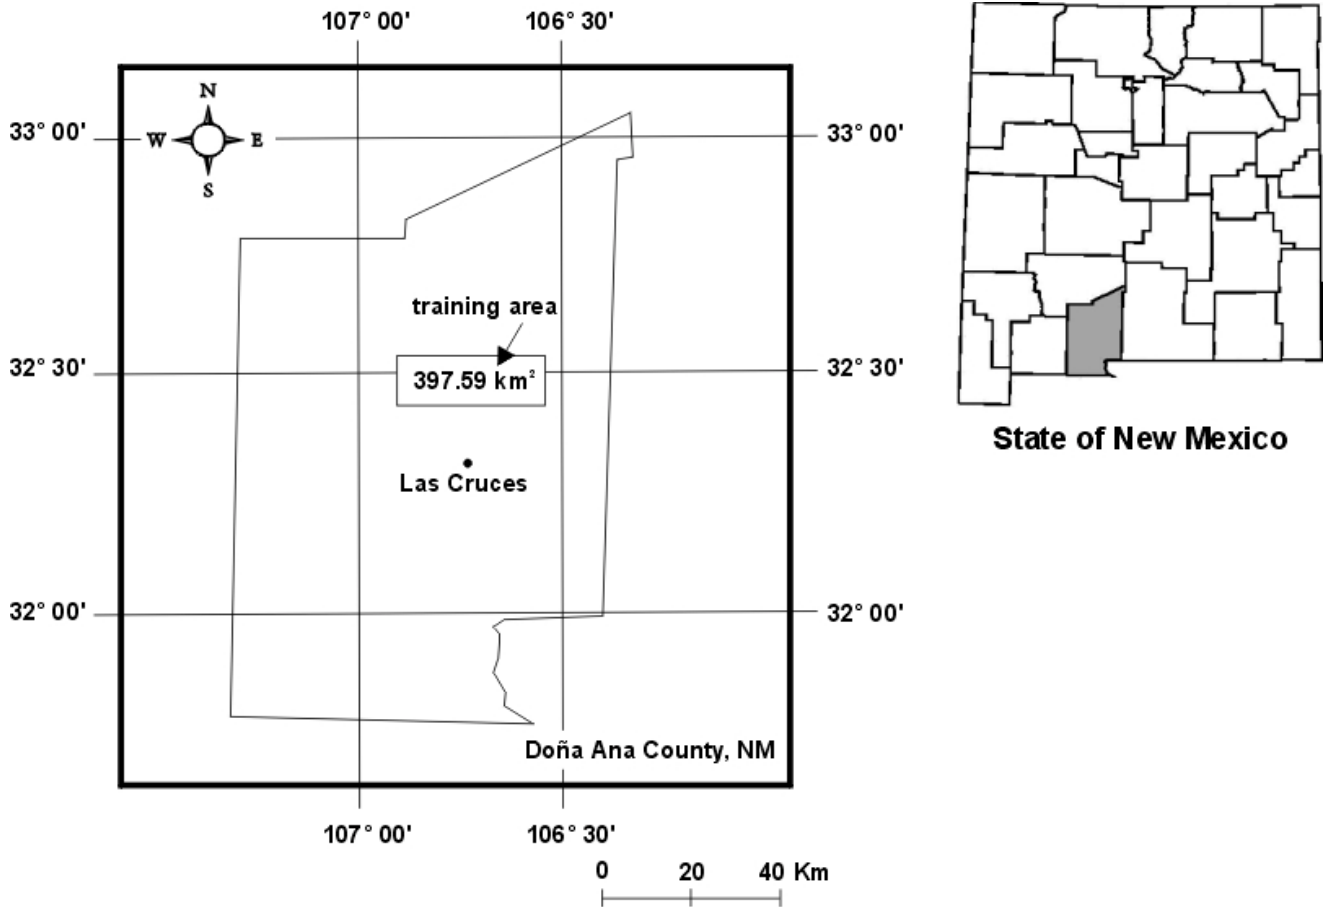 107° 00' 106° 30'
N
W E
S
33° 00' 33° 00'
training area
32° 30' 397.59 km² 32° 30'
State of New Mexico
Las Cruces
32° 00' 32° 00'
Doña Ana County, NM
107° 00' 106° 30'
0 20 40 Km